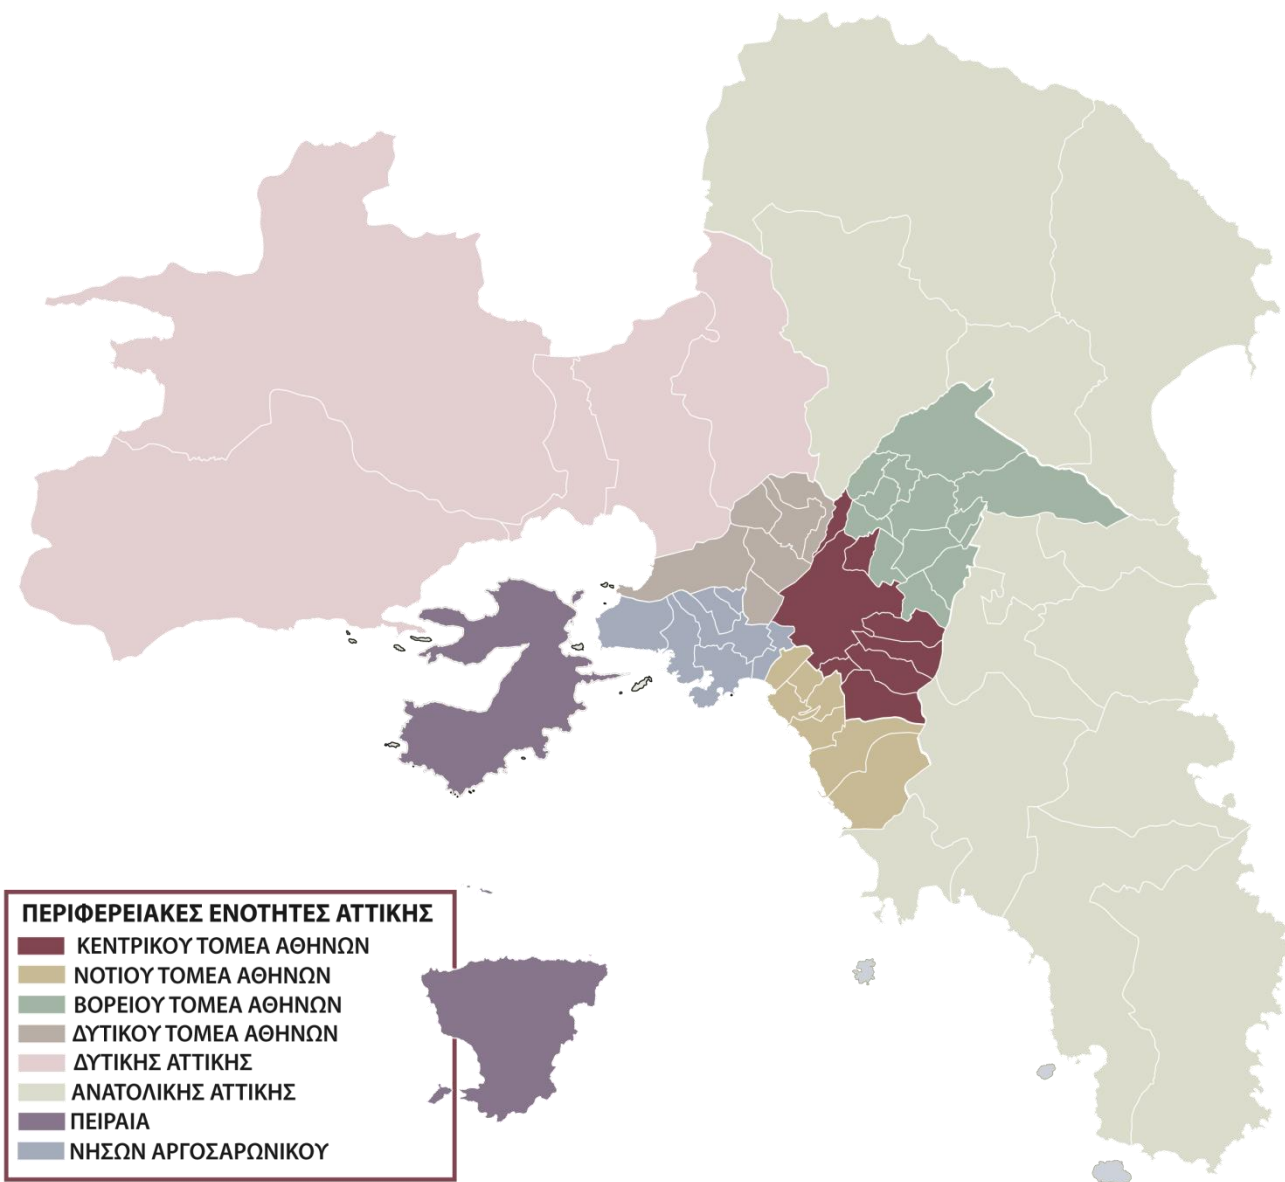 ΠΕΡΙΦΕΡΕΙΑΚΕΣ ΕΝΟΤΗΤΕΣ ΑΤΤΙΚΗΣ
ΚΕΝΤΡΙΚΟΥ ΤΟΜΕΑ ΑΘΗΝΩΝ
ΝΟΤΙΟΥ ΤΟΜΕΑ ΑΘΗΝΩΝ
ΒΟΡΕΙΟΥ ΤΟΜΕΑ ΑΘΗΝΩΝ
ΔΥΤΙΚΟΥ ΤΟΜΕΑ ΑΘΗΝΩΝ
ΔΥΤΙΚΗΣ ΑΤΤΙΚΗΣ
ΑΝΑΤΟΛΙΚΗΣ ΑΤΤΙΚΗΣ
ΠΕΙΡΑΙΑ
ΝΗΣΩΝ ΑΡΓΟΣΑΡΩΝΙΚΟΥ